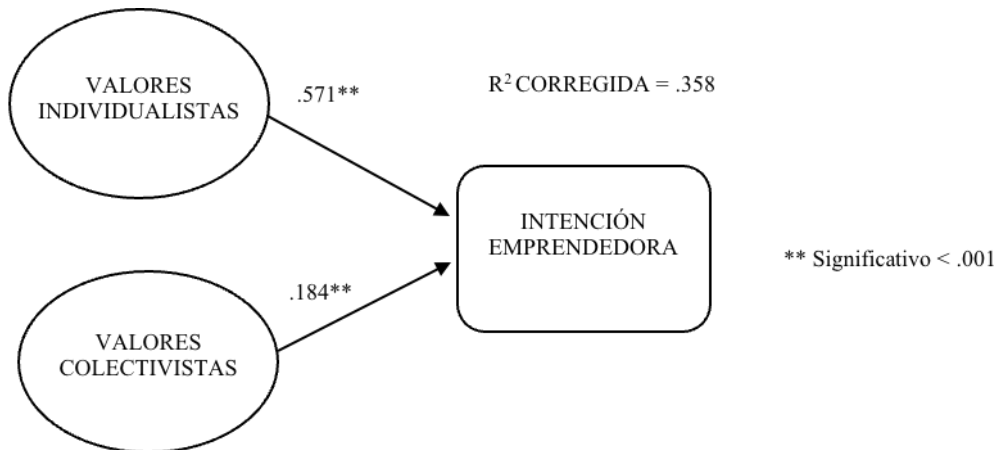 VALORES
INDIVIDUALISTAS
.571**
R² CORREGIDA = .358
INTENCIÓN
EMPRENDEDORA
** Significativo < .001
.184**
VALORES
COLECTIVISTAS